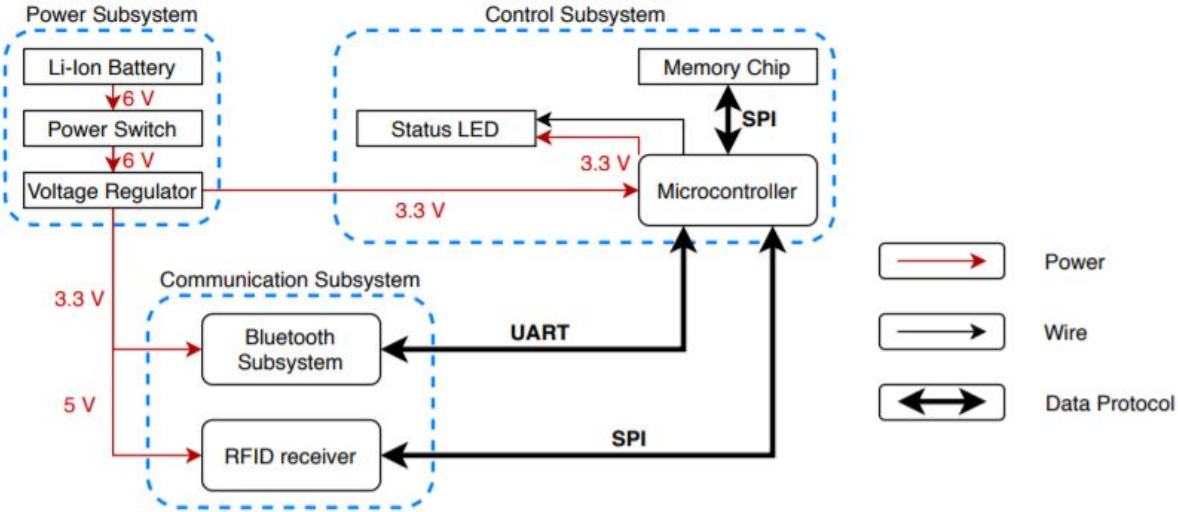 Power Subsystem
Control Subsystem
Li-Ion Battery
Memory Chip
6 V
Power Switch
Status LED
SPI
6 V
3.3 V
Voltage Regulator
Microcontroller
3.3 V
Communication Subsystem
Power
3.3 V
Bluetooth
Subsystem
UART
Wire
5 V
Data Protocol
SPI
RFID receiver